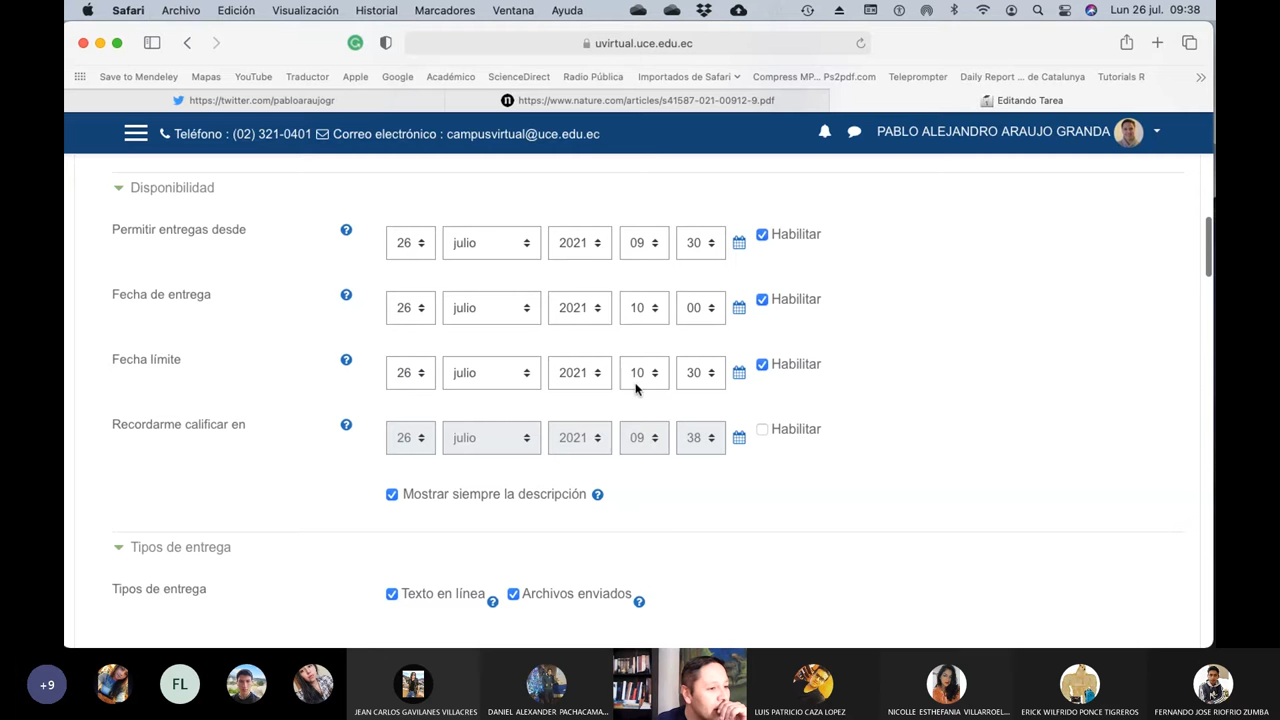 Safari Archivo Edición Visualización Historial Marcadores Ventana Ayuda Lun 26 jul. 09:38
uvirtual.uce.edu.ec
Save to Mendeley Mapas YouTube Traductor Apple Google Académico ScienceDirect Radio Pública Importados de Safari Compress MP... Ps2pdf.com Teleprompter Daily Report ... de Catalunya Tutorials R
https://twitter.com/pabloaraujogr https://www.nature.com/articles/s41587-021-00912-9.pdf Editando Tarea
Teléfono : (02) 321-0401 Correo electrónico : campusvirtual@uce.edu.ec PABLO ALEJANDRO ARAUJO GRANDA
Disponibilidad
Permitir entregas desde ? 26 julio 2021 09 30 Habilitar
Fecha de entrega ? 26 julio 2021 10 00 Habilitar
Fecha límite ? 26 julio 2021 10 30 Habilitar
Recordarme calificar en ? 26 julio 2021 09 38 Habilitar
Mostrar siempre la descripción ?
Tipos de entrega
Tipos de entrega Texto en línea ? Archivos enviados ?
+9 FL JEAN CARLOS GAVILANES VILLACRES DANIEL ALEXANDER PACHACAMA... LUIS PATRICIO CAZA LOPEZ NICOLLE ESTHEFANIA VILLARROEL... ERICK WILFRIDO PONCE TIGREROS FERNANDO JOSE RIOFRIO ZUMBA